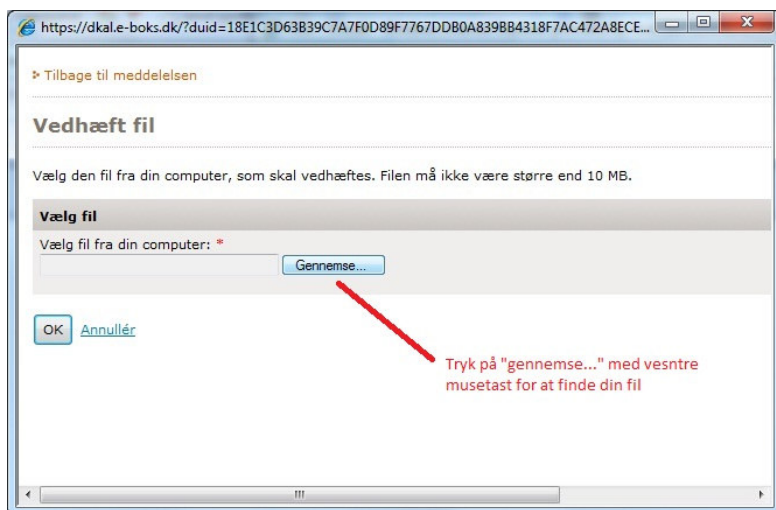 https://dkal.e-boks.dk/?duid=18E1C3D63B39C7A7F0D89F7767DDB0A839BB4318F7AC472A8ECE...
Tilbage til meddelelsen
Vedhæft fil
Vælg den fil fra din computer, som skal vedhæftes. Filen må ikke være større end 10 MB.
Vælg fil
Vælg fil fra din computer: *
Gennemse...
OK Annullér
Tryk på "gennemse..." med vesntre
musetast for at finde din fil